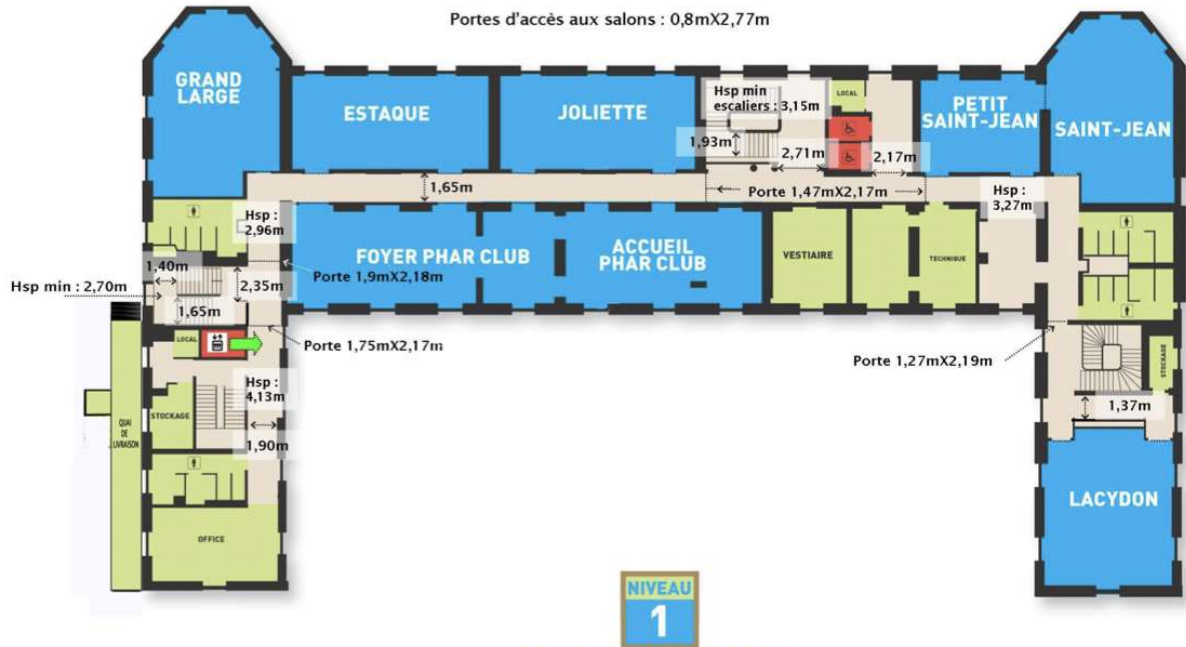 Portes d'accès aux salons : 0,8mX2,77m
GRAND
LARGE
ESTAQUE
JOLIETTE
Hsp min
escaliers : 3,15m
LOCAL
PETIT
SAINT-JEAN
SAINT-JEAN
1,93m
2,71m
2,17m
1,65m
Porte 1,47mX2,17m
Hsp :
3,27m
Hsp :
2,96m
FOYER PHAR CLUB
ACCUEIL
PHAR CLUB
VESTIAIRE
TECHNIQUE
1,40m
Porte 1,9mX2,18m
Hsp min : 2,70m
2,35m
1,65m
LOCAL
Porte 1,75mX2,17m
Porte 1,27mX2,19m
STOCKAGE
Hsp :
4,13m
STOCKAGE
1,37m
QUAI
DE
LIVRAISON
1,90m
LACYDON
OFFICE
NIVEAU
1